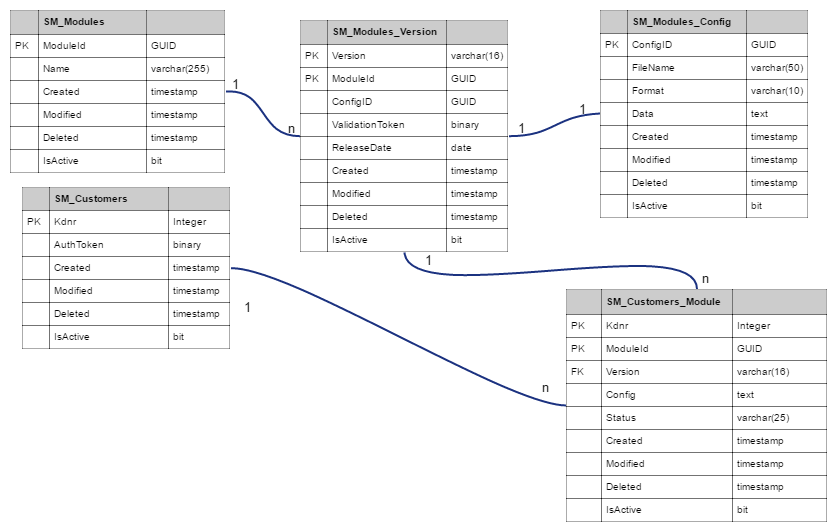 SM_Modules
PK ModuleId GUID
Name varchar(255)
Created timestamp
Modified timestamp
Deleted timestamp
IsActive bit
1
n
SM_Modules_Version
PK Version varchar(16)
PK ModuleId GUID
ConfigID GUID
ValidationToken binary
ReleaseDate date
Created timestamp
Modified timestamp
Deleted timestamp
IsActive bit
1
1
SM_Modules_Config
PK ConfigID GUID
FileName varchar(50)
Format varchar(10)
Data text
Created timestamp
Modified timestamp
Deleted timestamp
IsActive bit
SM_Customers
PK Kdnr Integer
AuthToken binary
Created timestamp
Modified timestamp
Deleted timestamp
IsActive bit
1
n
1
n
SM_Customers_Module
PK Kdnr Integer
PK ModuleId GUID
FK Version varchar(16)
Config text
Status varchar(25)
Created timestamp
Modified timestamp
Deleted timestamp
IsActive bit